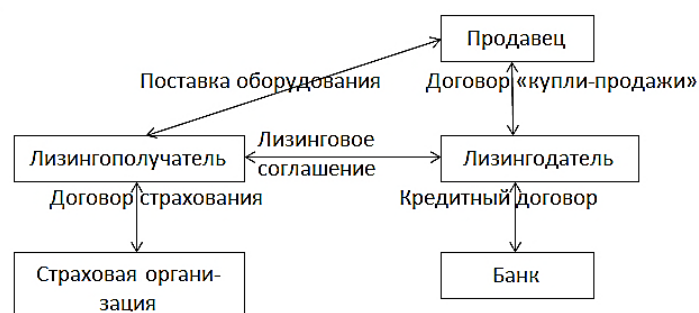 Продавец
Поставка оборудования
Договор «купли-продажи»
Лизингополучатель
Лизинговое
соглашение
Лизингодатель
Договор страхования
Кредитный договор
Страховая органи-
зация
Банк